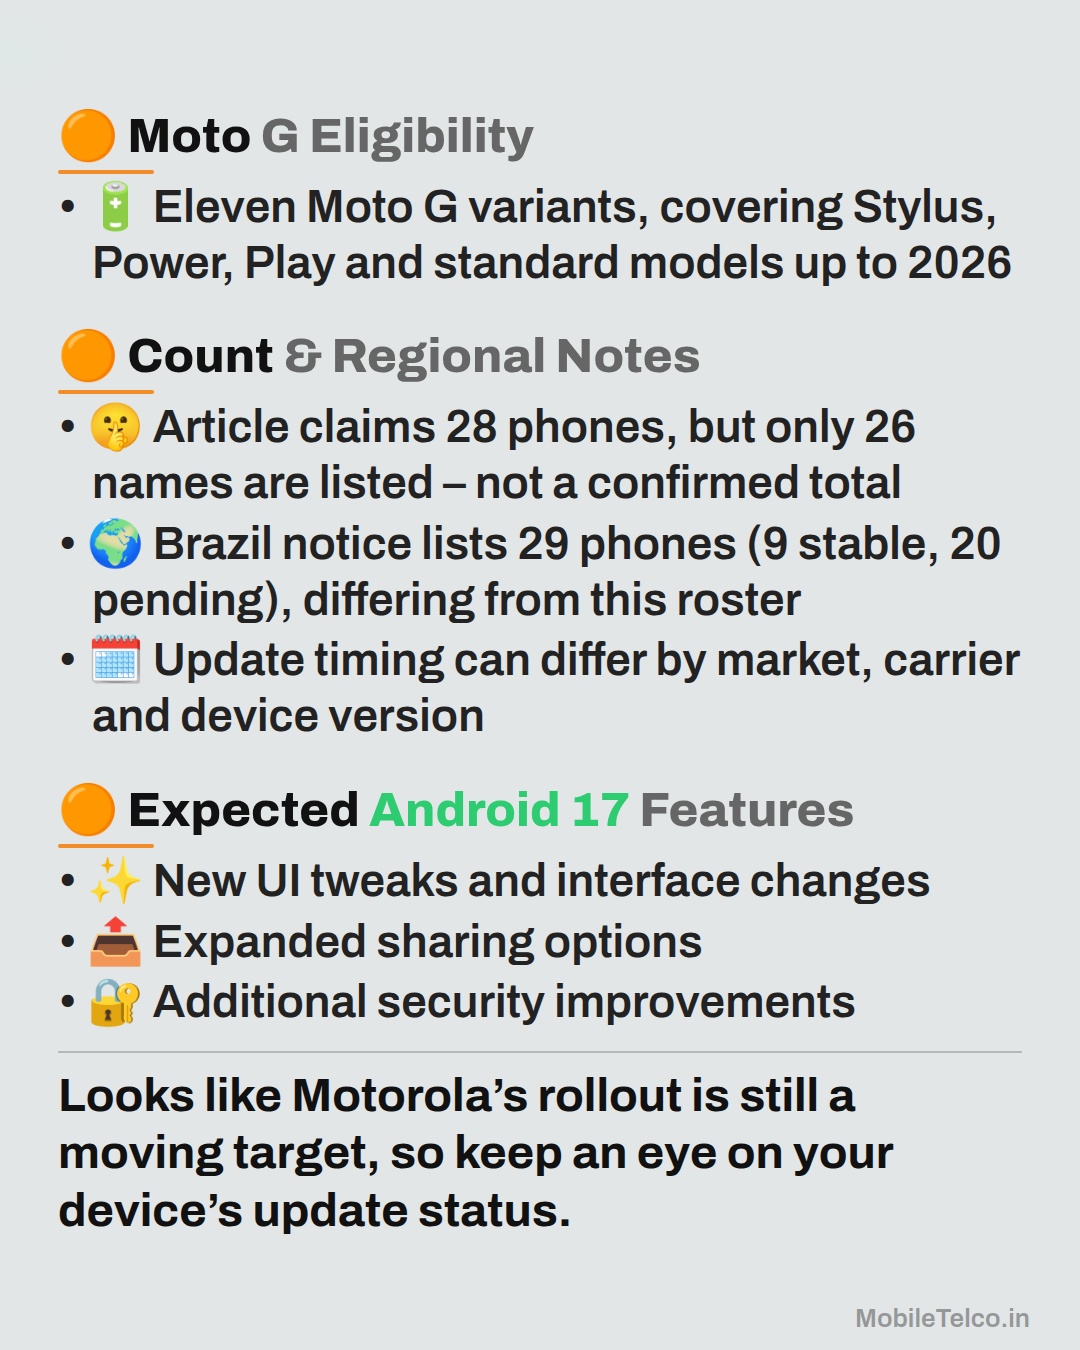 🟠 Moto G Eligibility
• 🔋 Eleven Moto G variants, covering Stylus,
Power, Play and standard models up to 2026
🟠 Count & Regional Notes
• 🤫 Article claims 28 phones, but only 26
names are listed – not a confirmed total
• 🌍 Brazil notice lists 29 phones (9 stable, 20
pending), differing from this roster
• 🗓️ Update timing can differ by market, carrier
and device version
🟠 Expected Android 17 Features
• ✨ New UI tweaks and interface changes
• 📤 Expanded sharing options
• 🔐 Additional security improvements
Looks like Motorola’s rollout is still a
moving target, so keep an eye on your
device’s update status.
MobileTelco.in